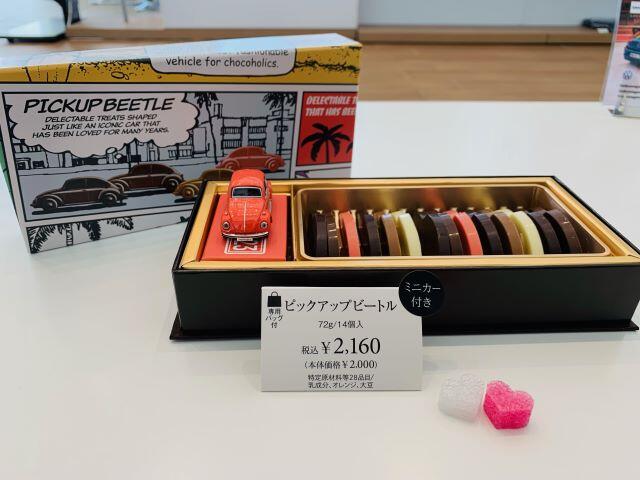 fashionable
vehicle for chocoholics.
PICKUP BEETLE
DELECTABLE TREATS SHAPED
JUST LIKE AN ICONIC CAR THAT
HAS BEEN LOVED FOR MANY YEARS.
DELECTABLE T
THAT HAS BEE
53
専用
バッグ
付
ピックアップビートル
ミニカー
付き
72g/14個入
税込 ¥2,160
(本体価格¥2,000)
特定原材料等28品目/
乳成分、オレンジ、大豆